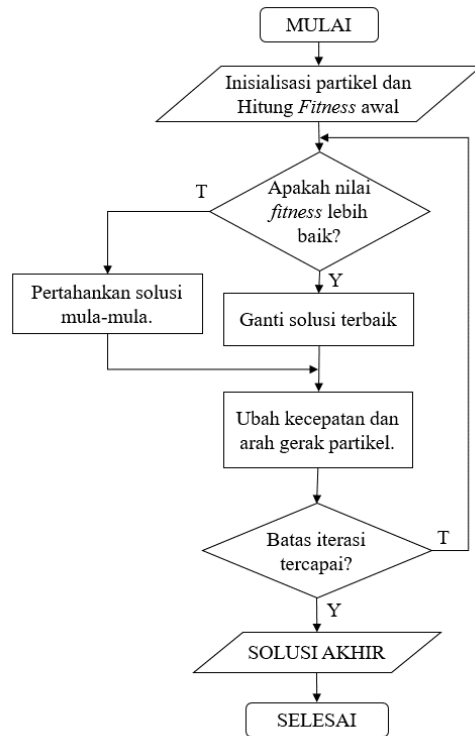 MULAI
Inisialisasi partikel dan
Hitung Fitness awal
Apakah nilai
fitness lebih
baik?
T
Y
Pertahankan solusi
mula-mula.
Ganti solusi terbaik
Ubah kecepatan dan
arah gerak partikel.
Batas iterasi
tercapai?
T
Y
SOLUSI AKHIR
SELESAI